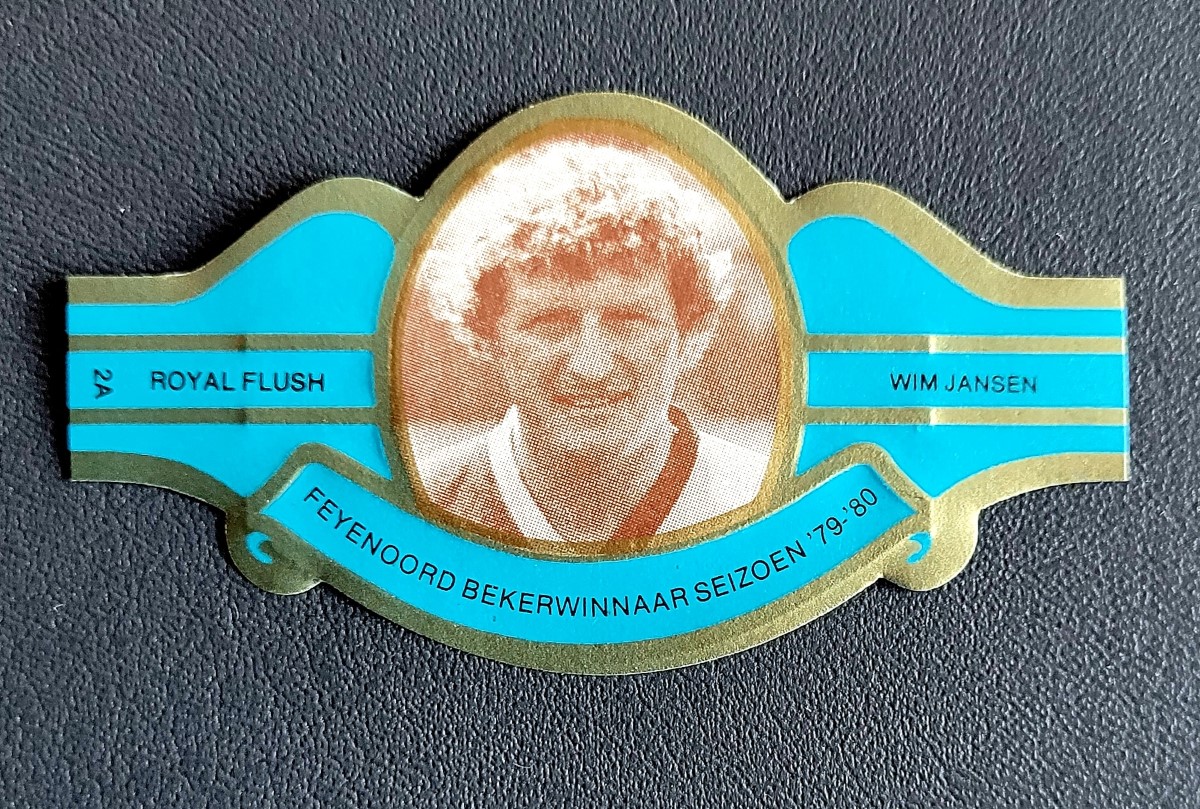 2A
ROYAL FLUSH
WIM JANSEN
FEYENOORD BEKERWINNAAR SEIZOEN '79-'80